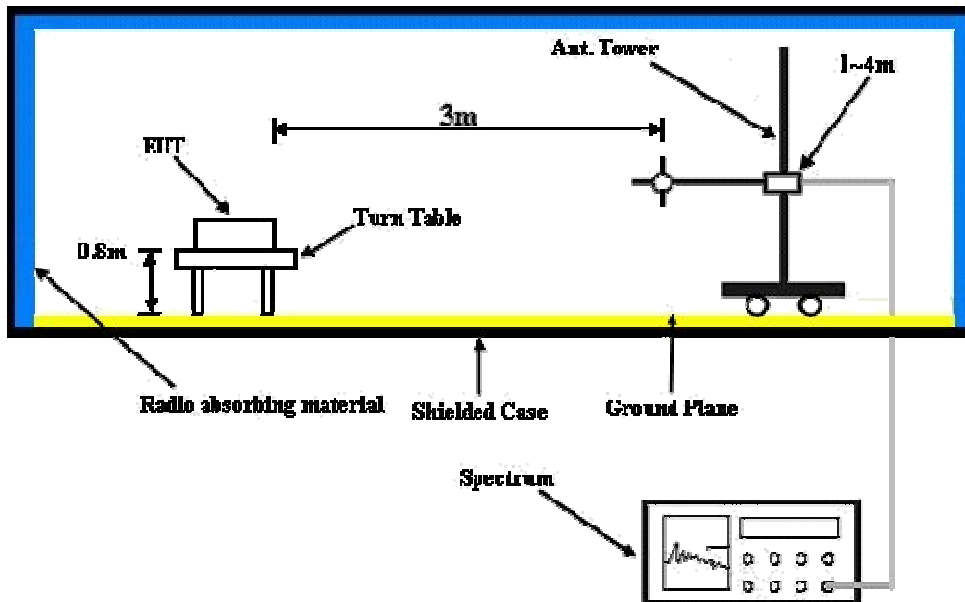 Ant. Tower
1~4m
3m
EUT
Turn Table
0.8m
Radio absorbing material
Shielded Case
Ground Plane
Spectrum